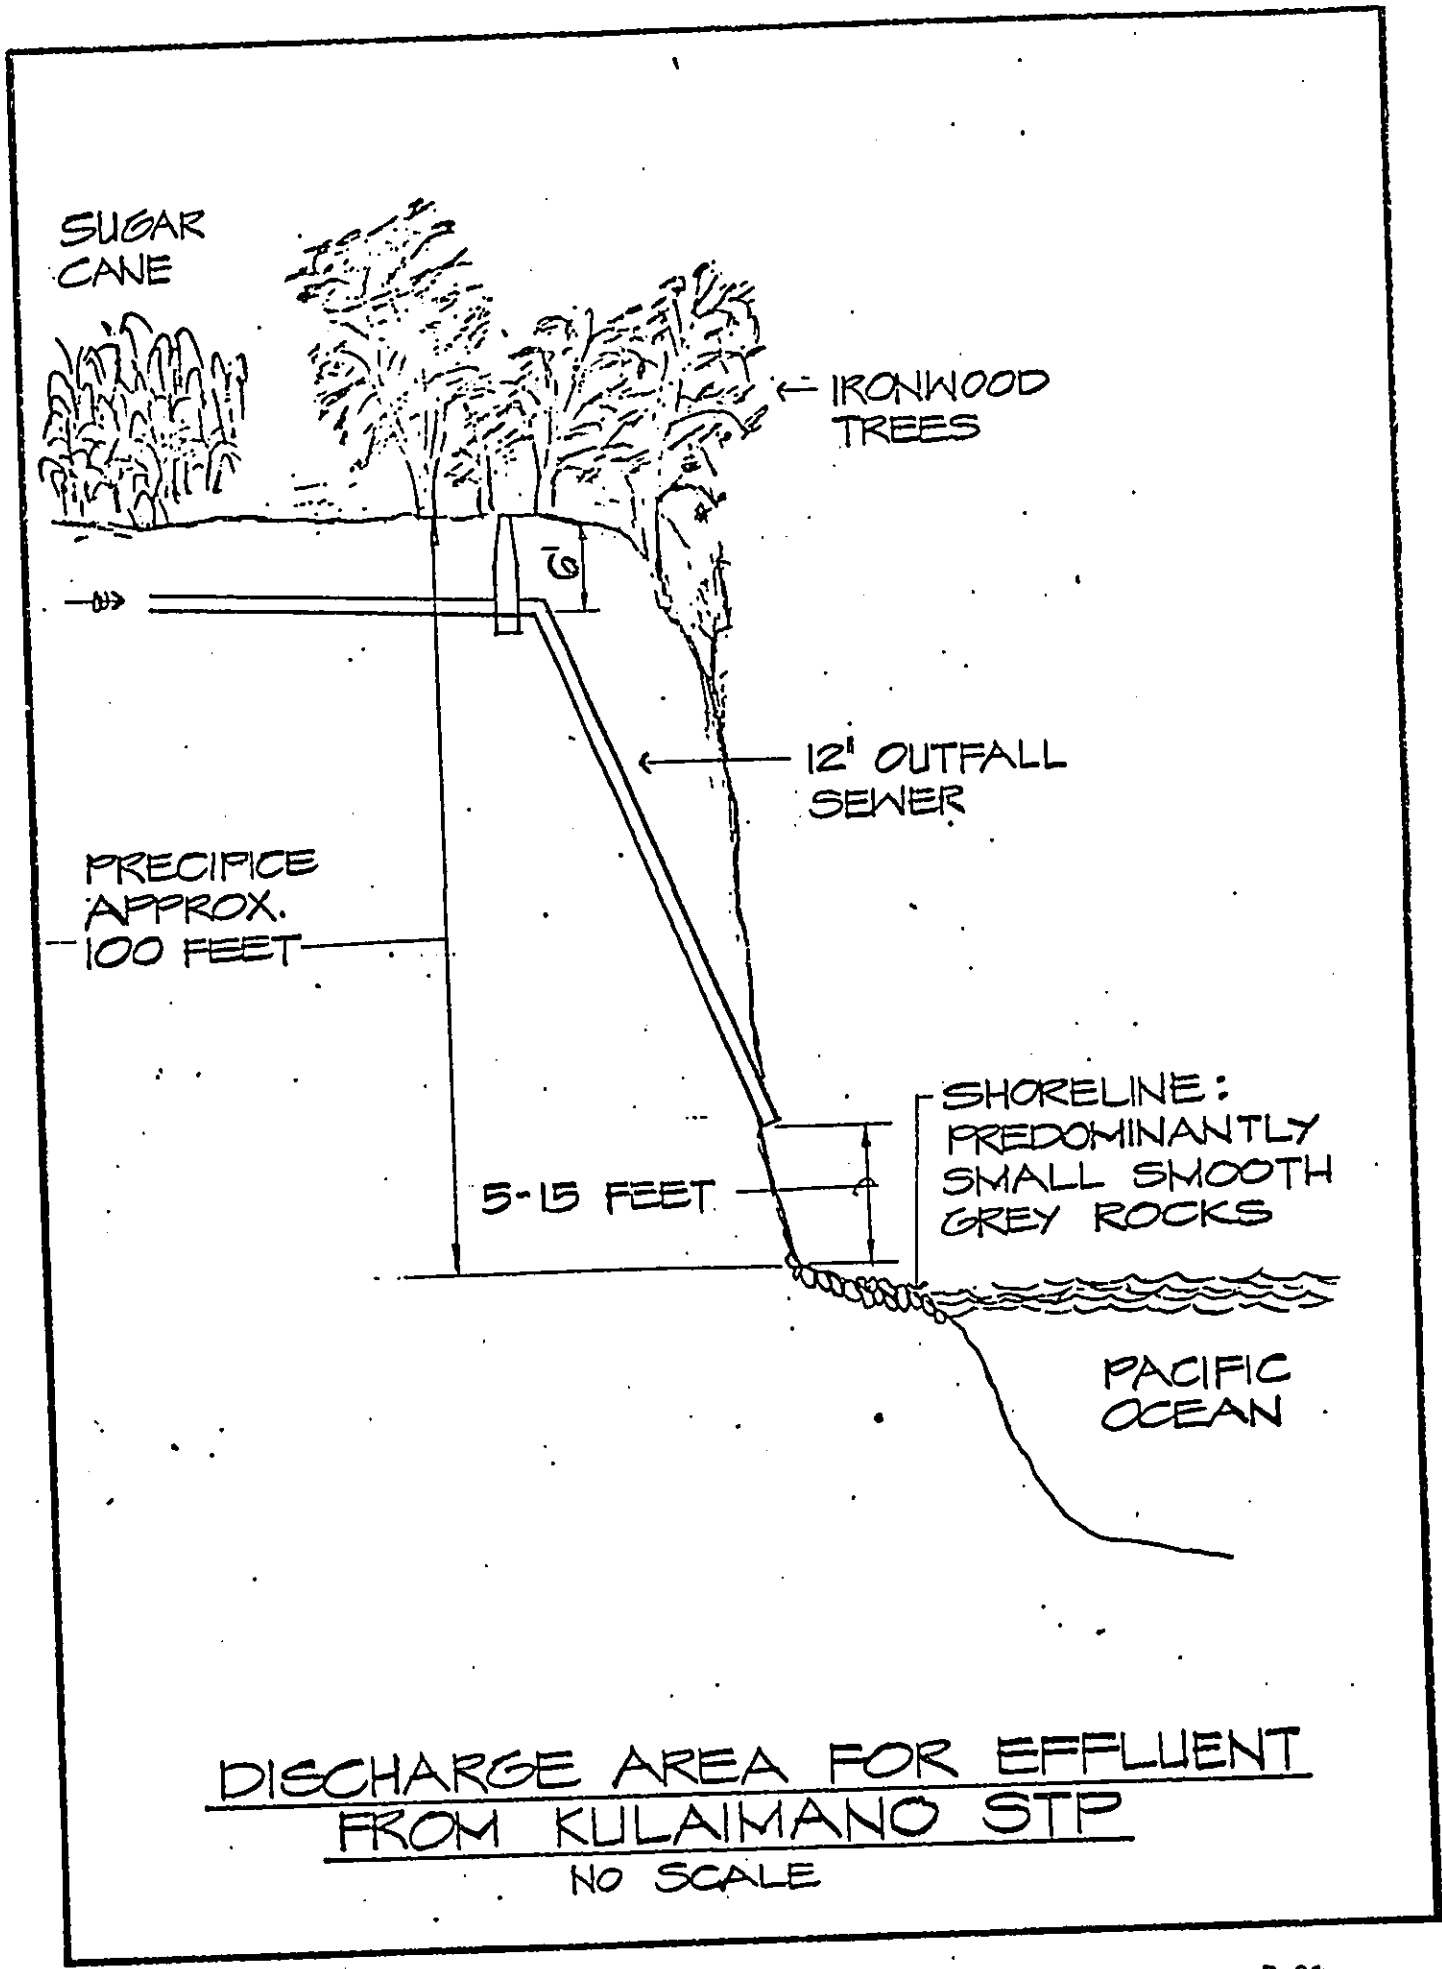 SUGAR
CANE
IRONWOOD
TREES
6'
12" OUTFALL
SEWER
PRECIPICE
APPROX.
100 FEET
SHORELINE:
PREDOMINANTLY
SMALL SMOOTH
GREY ROCKS
5-15 FEET
PACIFIC
OCEAN
DISCHARGE AREA FOR EFFLUENT
FROM KULAIMANO STP
NO SCALE